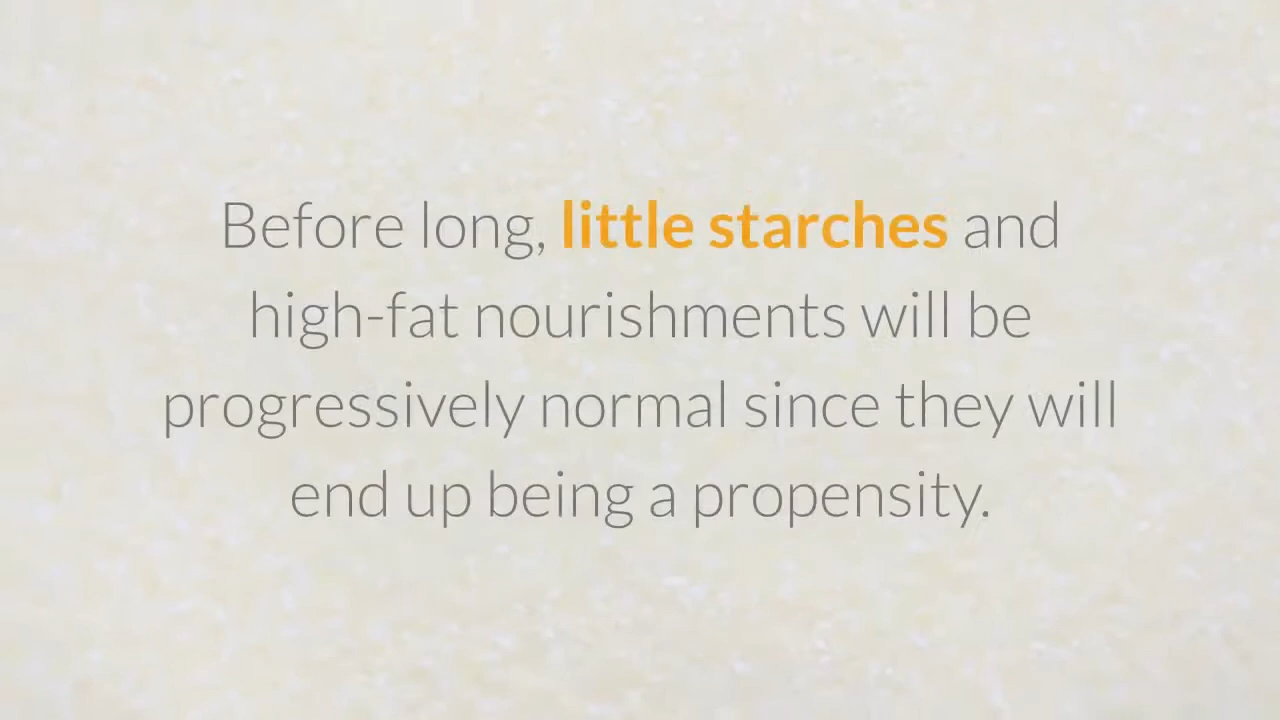 Before long, little starches and
high-fat nourishments will be
progressively normal since they will
end up being a propensity.